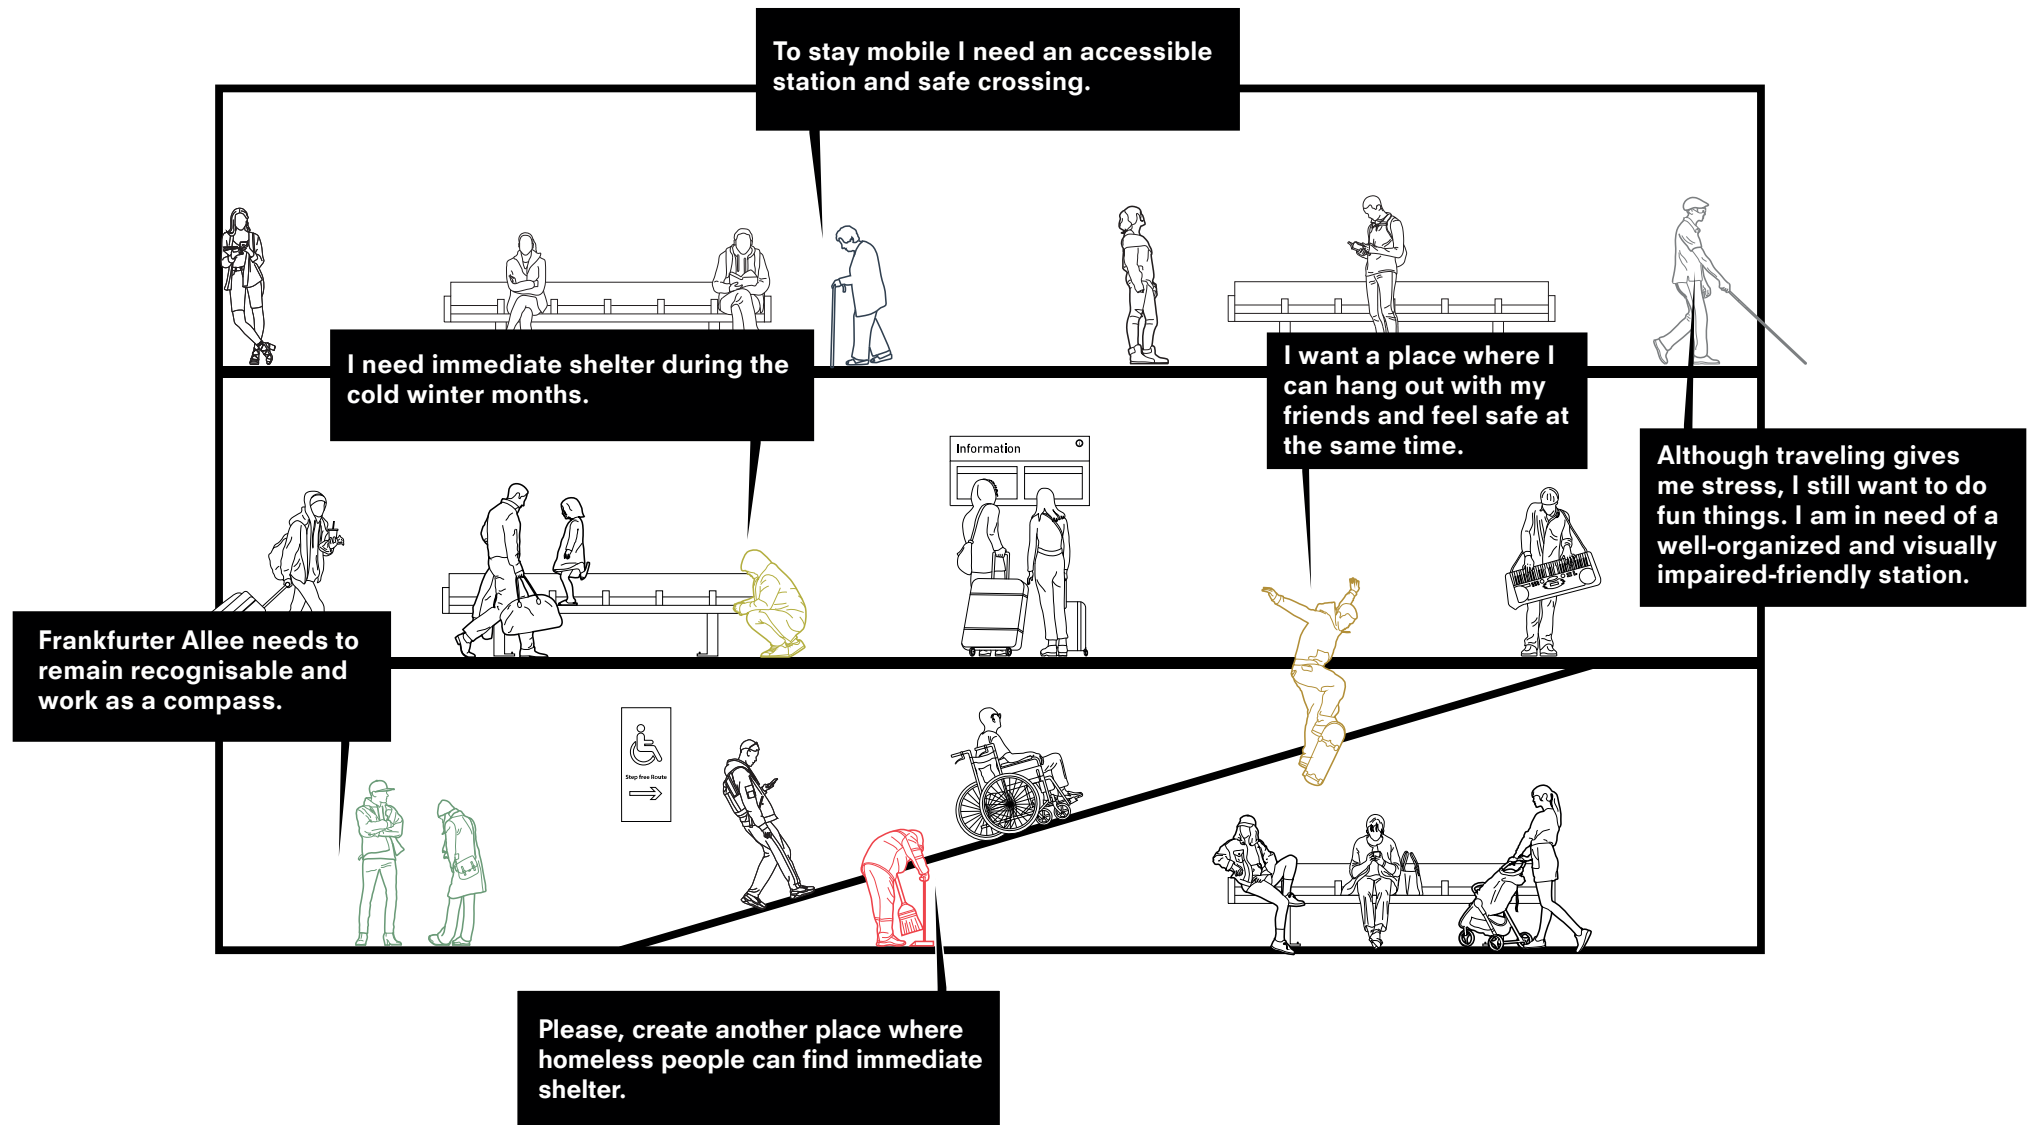 To stay mobile I need an accessible
station and safe crossing.
I need immediate shelter during the
cold winter months.
I want a place where I
can hang out with my
friends and feel safe at
the same time.
Information
Although traveling gives
me stress, I still want to do
fun things. I am in need of a
well-organized and visually
impaired-friendly station.
Frankfurter Allee needs to
remain recognisable and
work as a compass.
Step free Route
Please, create another place where
homeless people can find immediate
shelter.